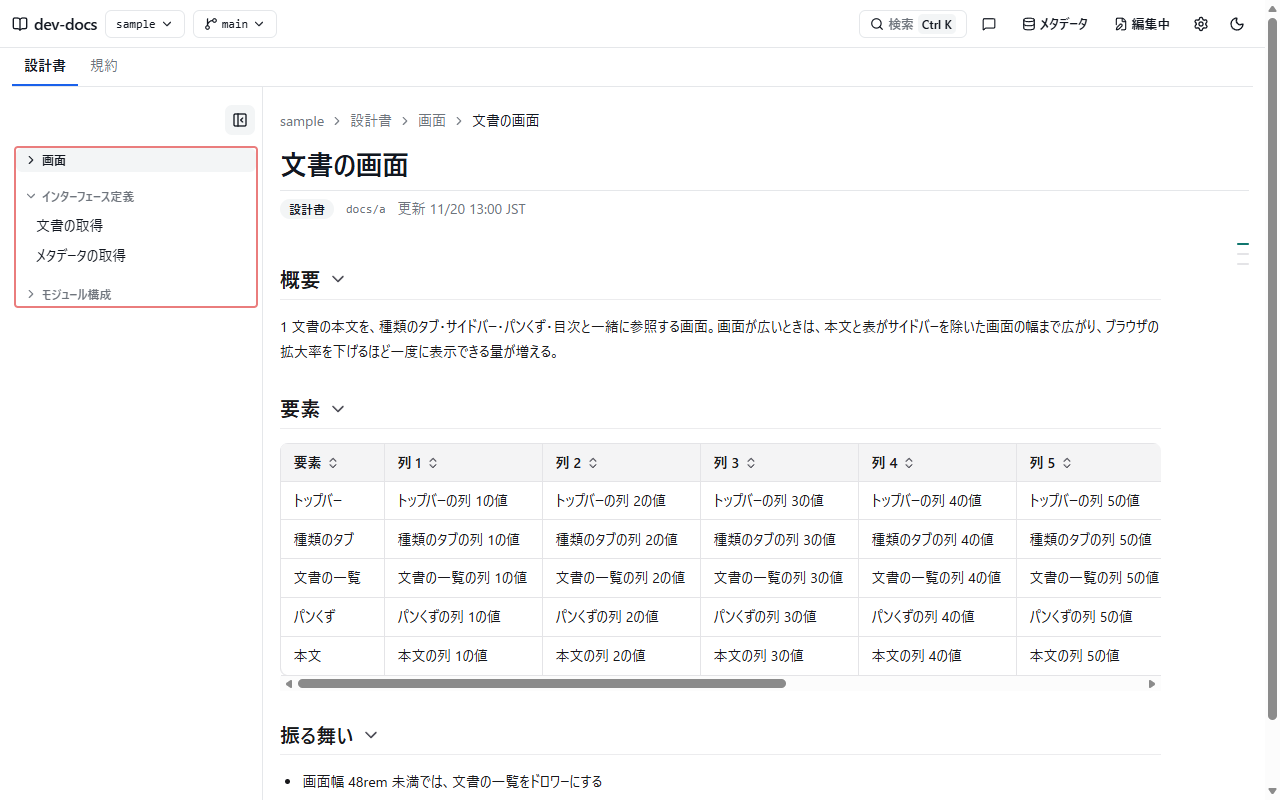 dev-docs sample main 検索 Ctrl K メタデータ 編集中
設計書 規約
sample > 設計書 > 画面 > 文書の画面
画面
インターフェース定義
文書の取得
メタデータの取得
モジュール構成
文書の画面
設計書 docs/a 更新 11/20 13:00 JST
概要
1 文書の本文を、種類のタブ・サイドバー・パンくず・目次と一緒に参照する画面。画面が広いときは、本文と表がサイドバーを除いた画面の幅まで広がり、ブラウザの
拡大率を下げるほど一度に表示できる量が増える。
要素
要素 列 1 列 2 列 3 列 4 列 5
トップバー トップバーの列 1の値 トップバーの列 2の値 トップバーの列 3の値 トップバーの列 4の値 トップバーの列 5の値
種類のタブ 種類のタブの列 1の値 種類のタブの列 2の値 種類のタブの列 3の値 種類のタブの列 4の値 種類のタブの列 5の値
文書の一覧 文書の一覧の列 1の値 文書の一覧の列 2の値 文書の一覧の列 3の値 文書の一覧の列 4の値 文書の一覧の列 5の値
パンくず パンくずの列 1の値 パンくずの列 2の値 パンくずの列 3の値 パンくずの列 4の値 パンくずの列 5の値
本文 本文の列 1の値 本文の列 2の値 本文の列 3の値 本文の列 4の値 本文の列 5の値
振る舞い
• 画面幅 48rem 未満では、文書の一覧をドロワーにする